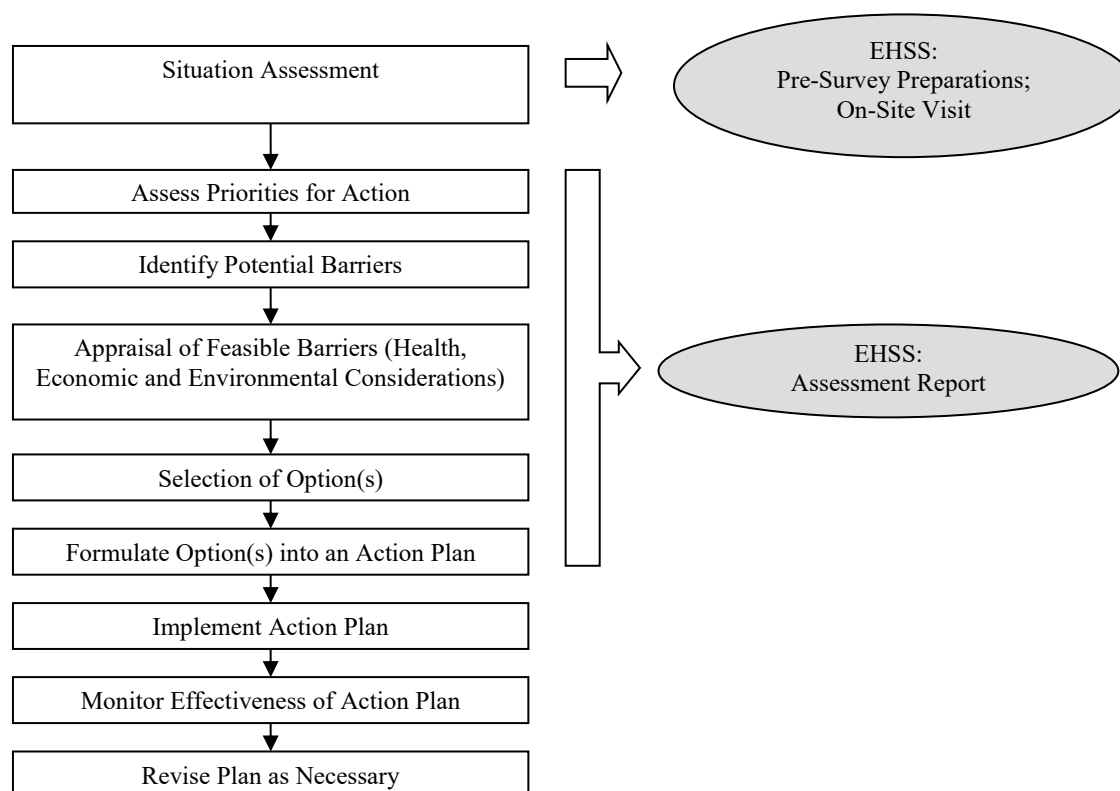 Situation Assessment
EHSS:
Pre-Survey Preparations;
On-Site Visit
Assess Priorities for Action
Identify Potential Barriers
Appraisal of Feasible Barriers (Health,
Economic and Environmental Considerations)
EHSS:
Assessment Report
Selection of Option(s)
Formulate Option(s) into an Action Plan
Implement Action Plan
Monitor Effectiveness of Action Plan
Revise Plan as Necessary